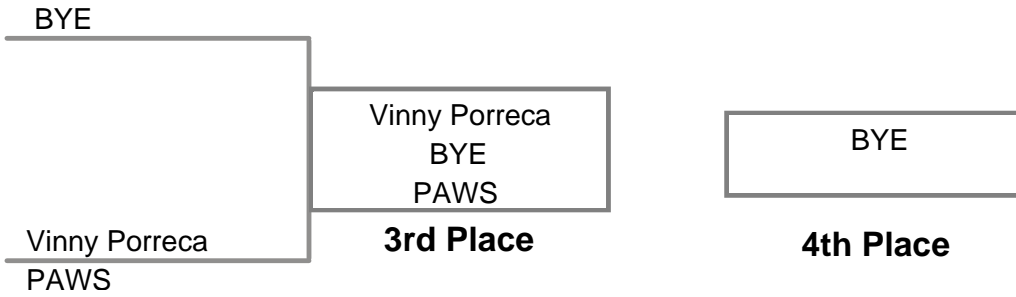 BYE
Vinny Porreca
BYE
PAWS
3rd Place
BYE
4th Place
Vinny Porreca
PAWS